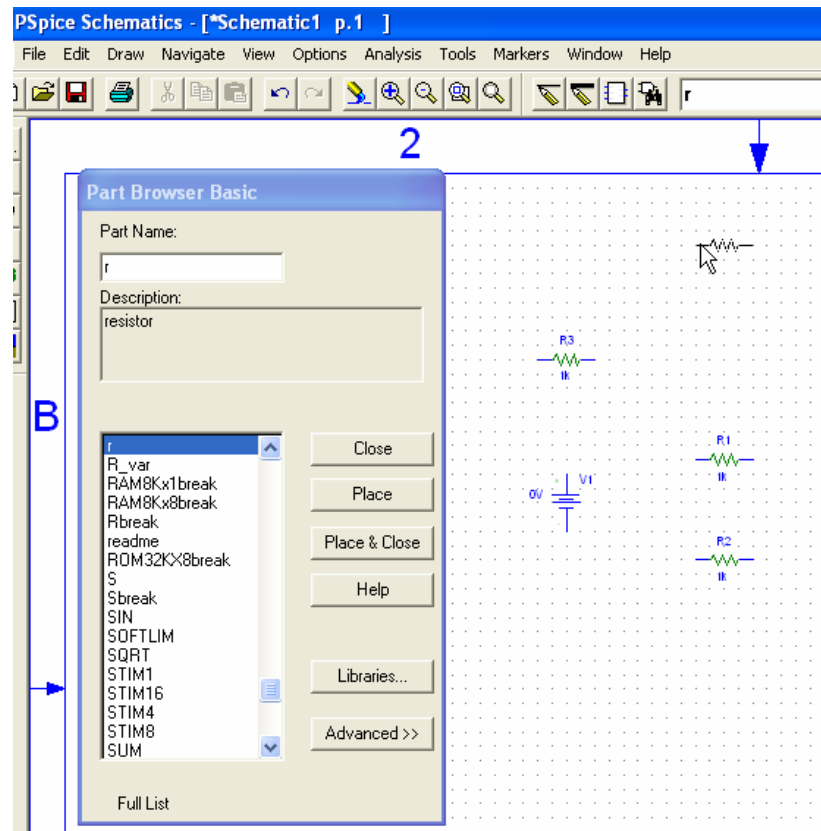 PSpice Schematics - [*Schematic1 p.1 ]
File Edit Draw Navigate View Options Analysis Tools Markers Window Help
r
2
Part Browser Basic
Part Name:
r
Description:
resistor
R3
1k
B
r
R_var
RAM8Kx1break
RAM8Kx8break
Rbreak
readme
ROM32KX8break
S
Sbreak
SIN
SOFTLIM
SQRT
STIM1
STIM16
STIM4
STIM8
SUM
Close
Place
Place & Close
Help
Libraries...
Advanced >>
Full List
R1
1k
0V
V1
R2
1k